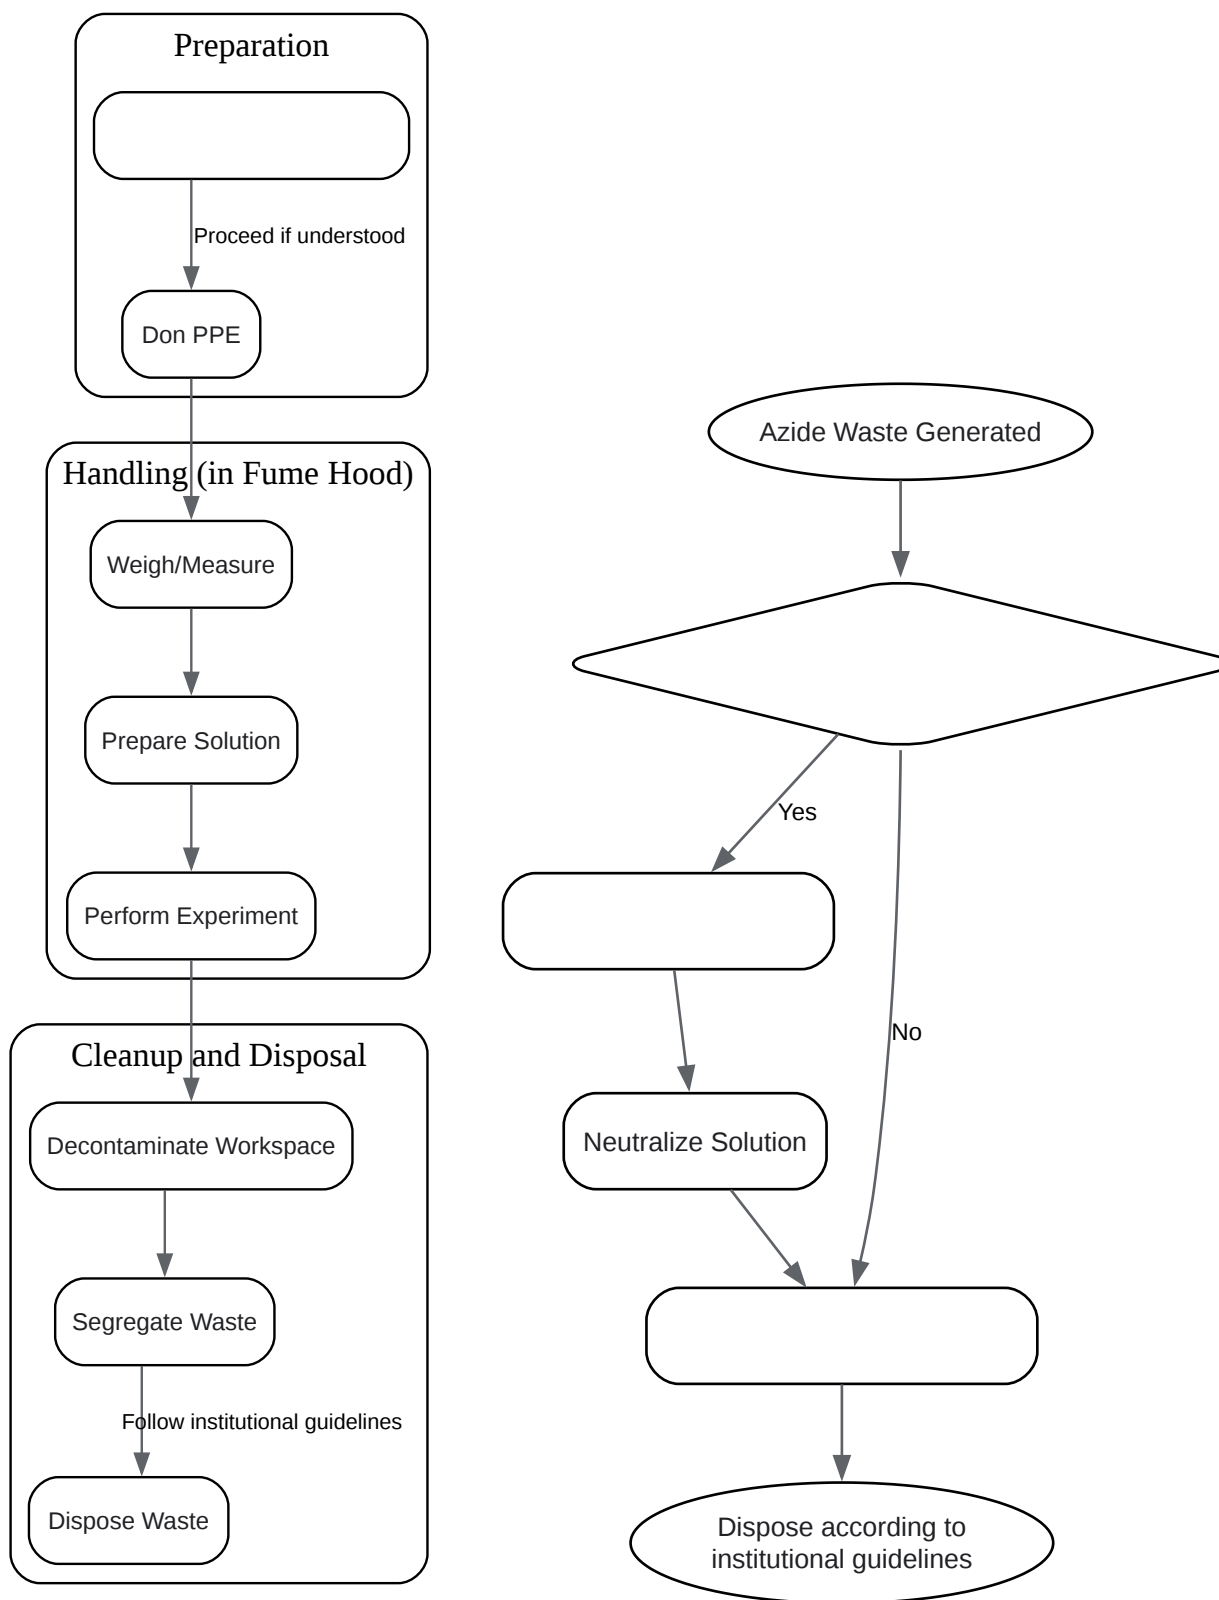 Preparation
Proceed if understood
Don PPE
Handling (in Fume Hood)
Weigh/Measure
Prepare Solution
Perform Experiment
Cleanup and Disposal
Decontaminate Workspace
Segregate Waste
Follow institutional guidelines
Dispose Waste
Azide Waste Generated
Yes
No
Neutralize Solution
Dispose according to
institutional guidelines